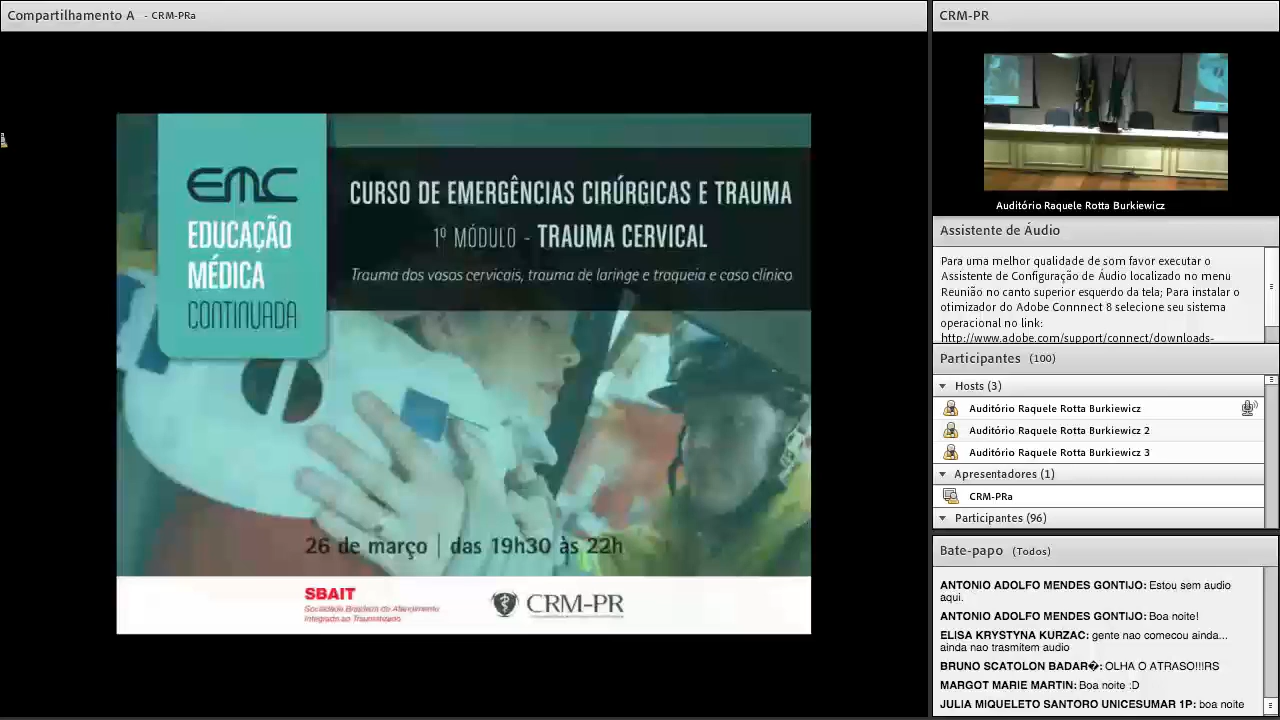 Compartilhamento A - CRM-PRa
EMC
EDUCAÇÃO
MÉDICA
CONTINUADA
CURSO DE EMERGÊNCIAS CIRÚRGICAS E TRAUMA
1º MÓDULO - TRAUMA CERVICAL
Trauma dos vasos cervicais, trauma de laringe e traqueia e caso clínico
26 de março | das 19h30 às 22h
SBAIT
Sociedade Brasileira de Atendimento
Integrado ao Traumatizado
CRM-PR
CRM-PR
Auditório Raquele Rotta Burkiewicz
Assistente de Áudio
Para uma melhor qualidade de som favor executar o
Assistente de Configuração de Áudio localizado no menu
Reunião no canto superior esquerdo da tela; Para instalar o
otimizador do Adobe Connnect 8 selecione seu sistema
operacional no link:
http://www.adobe.com/support/connect/downloads-
Participantes (100)
Hosts (3)
Auditório Raquele Rotta Burkiewicz
Auditório Raquele Rotta Burkiewicz 2
Auditório Raquele Rotta Burkiewicz 3
Apresentadores (1)
CRM-PRa
Participantes (96)
Bate-papo (Todos)
ANTONIO ADOLFO MENDES GONTIJO: Estou sem audio
aqui.
ANTONIO ADOLFO MENDES GONTIJO: Boa noite!
ELISA KRYSTYNA KURZAC: gente nao comecou ainda...
ainda nao trasmitem audio
BRUNO SCATOLON BADAR�: OLHA O ATRASO!!!RS
MARGOT MARIE MARTIN: Boa noite :D
JULIA MIQUELETO SANTORO UNICESUMAR 1P: boa noite